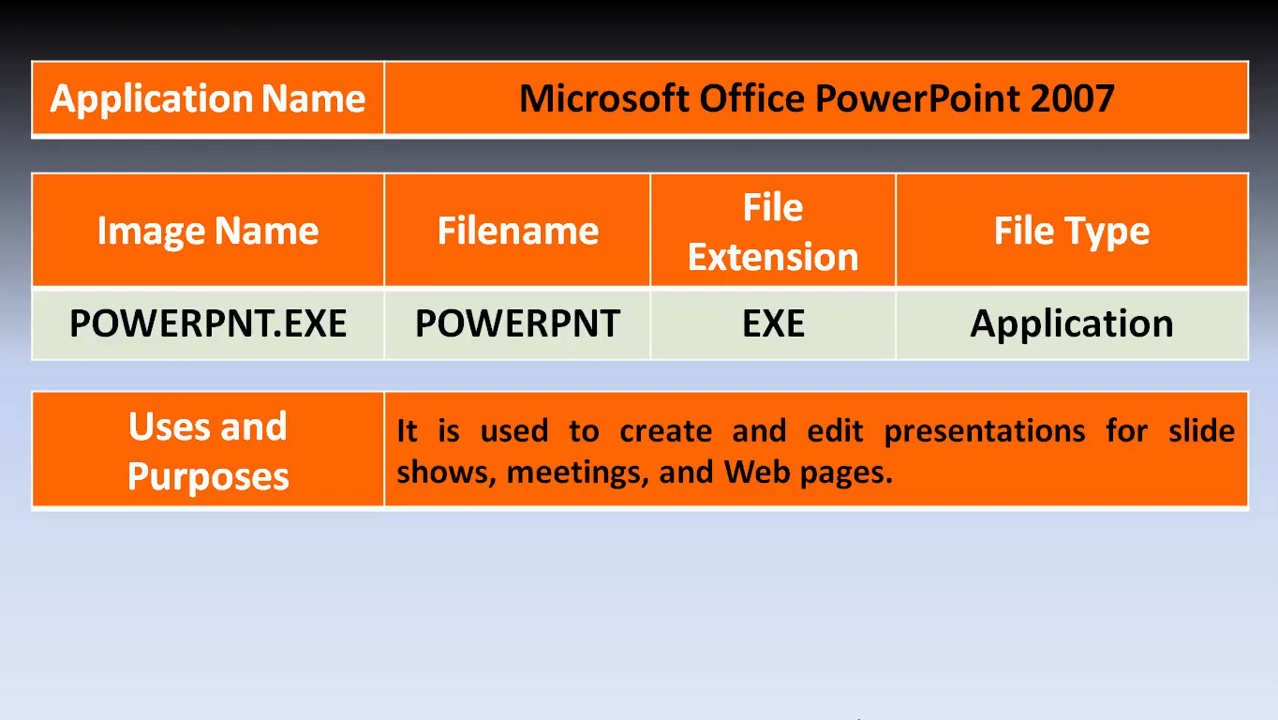 Application Name
Microsoft Office PowerPoint 2007
Image Name
Filename
File
Extension
File Type
POWERPNT.EXE
POWERPNT
EXE
Application
Uses and
Purposes
It is used to create and edit presentations for slide
shows, meetings, and Web pages.